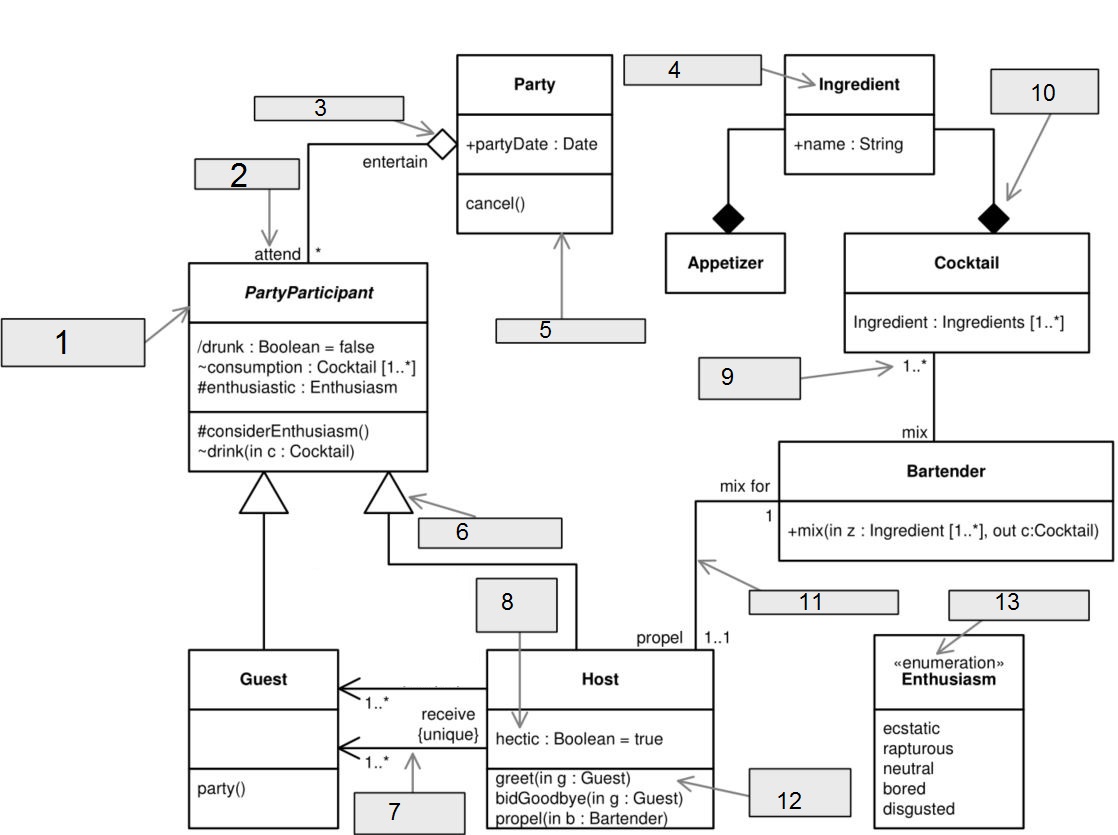 Party
+partyDate : Date
cancel()
4
Ingredient
+name : String
10
3
entertain
2
attend
*
PartyParticipant
/drunk : Boolean = false
~consumption : Cocktail [1..*]
#enthusiastic : Enthusiasm
#considerEnthusiasm()
~drink(in c : Cocktail)
1
5
Appetizer
Cocktail
Ingredient : Ingredients [1..*]
9
1..*
mix
Bartender
+mix(in z : Ingredient [1..*], out c:Cocktail)
mix for
1
6
8
11
13
propel
1..1
Guest
party()
1..*
receive
{unique}
1..*
7
Host
hectic : Boolean = true
greet(in g : Guest)
bidGoodbye(in g : Guest)
propel(in b : Bartender)
12
«enumeration»
Enthusiasm
ecstatic
rapturous
neutral
bored
disgusted